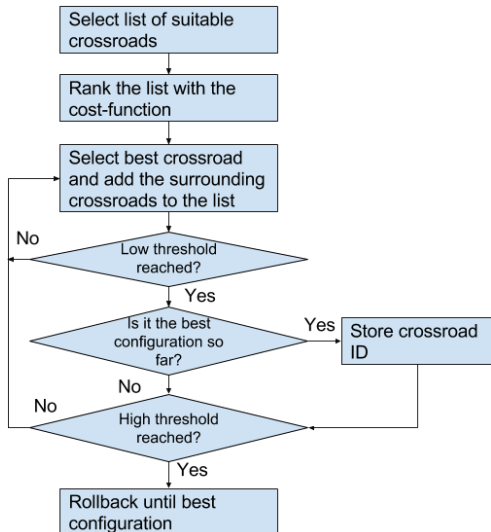 Select list of suitable
crossroads
Rank the list with the
cost-function
Select best crossroad
and add the surrounding
crossroads to the list
No
Low threshold
reached?
Yes
Is it the best
configuration so
far?
Yes
Store crossroad
ID
No
No
High threshold
reached?
Yes
Rollback until best
configuration